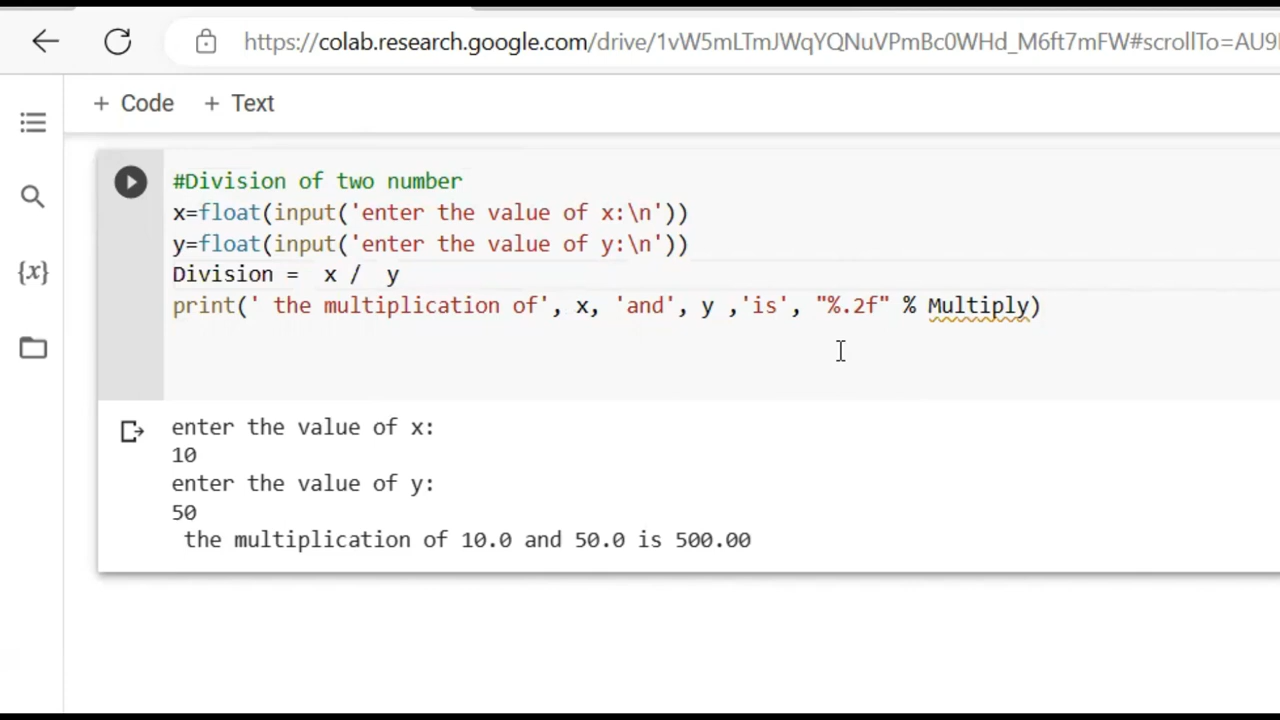 https://colab.research.google.com/drive/1vW5mLTmJWqYQNuVPmBc0WHd_M6ft7mFW#scrollTo=AU9
+ Code + Text
{x}
#Division of two number
x=float(input('enter the value of x:\n'))
y=float(input('enter the value of y:\n'))
Division =  x /  y
print(' the multiplication of', x, 'and', y ,'is', "%.2f" % Multiply)
enter the value of x:
10
enter the value of y:
50
 the multiplication of 10.0 and 50.0 is 500.00